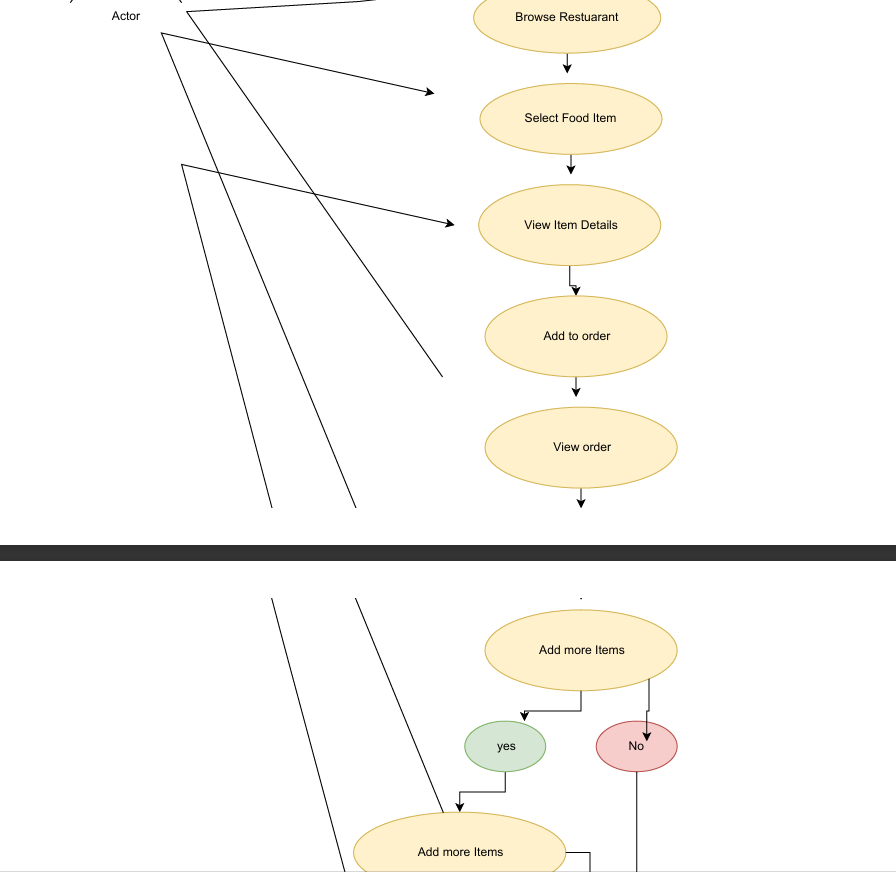 Actor
Browse Restuarant
Select Food Item
View Item Details
Add to order
View order
Add more Items
yes
No
Add more Items